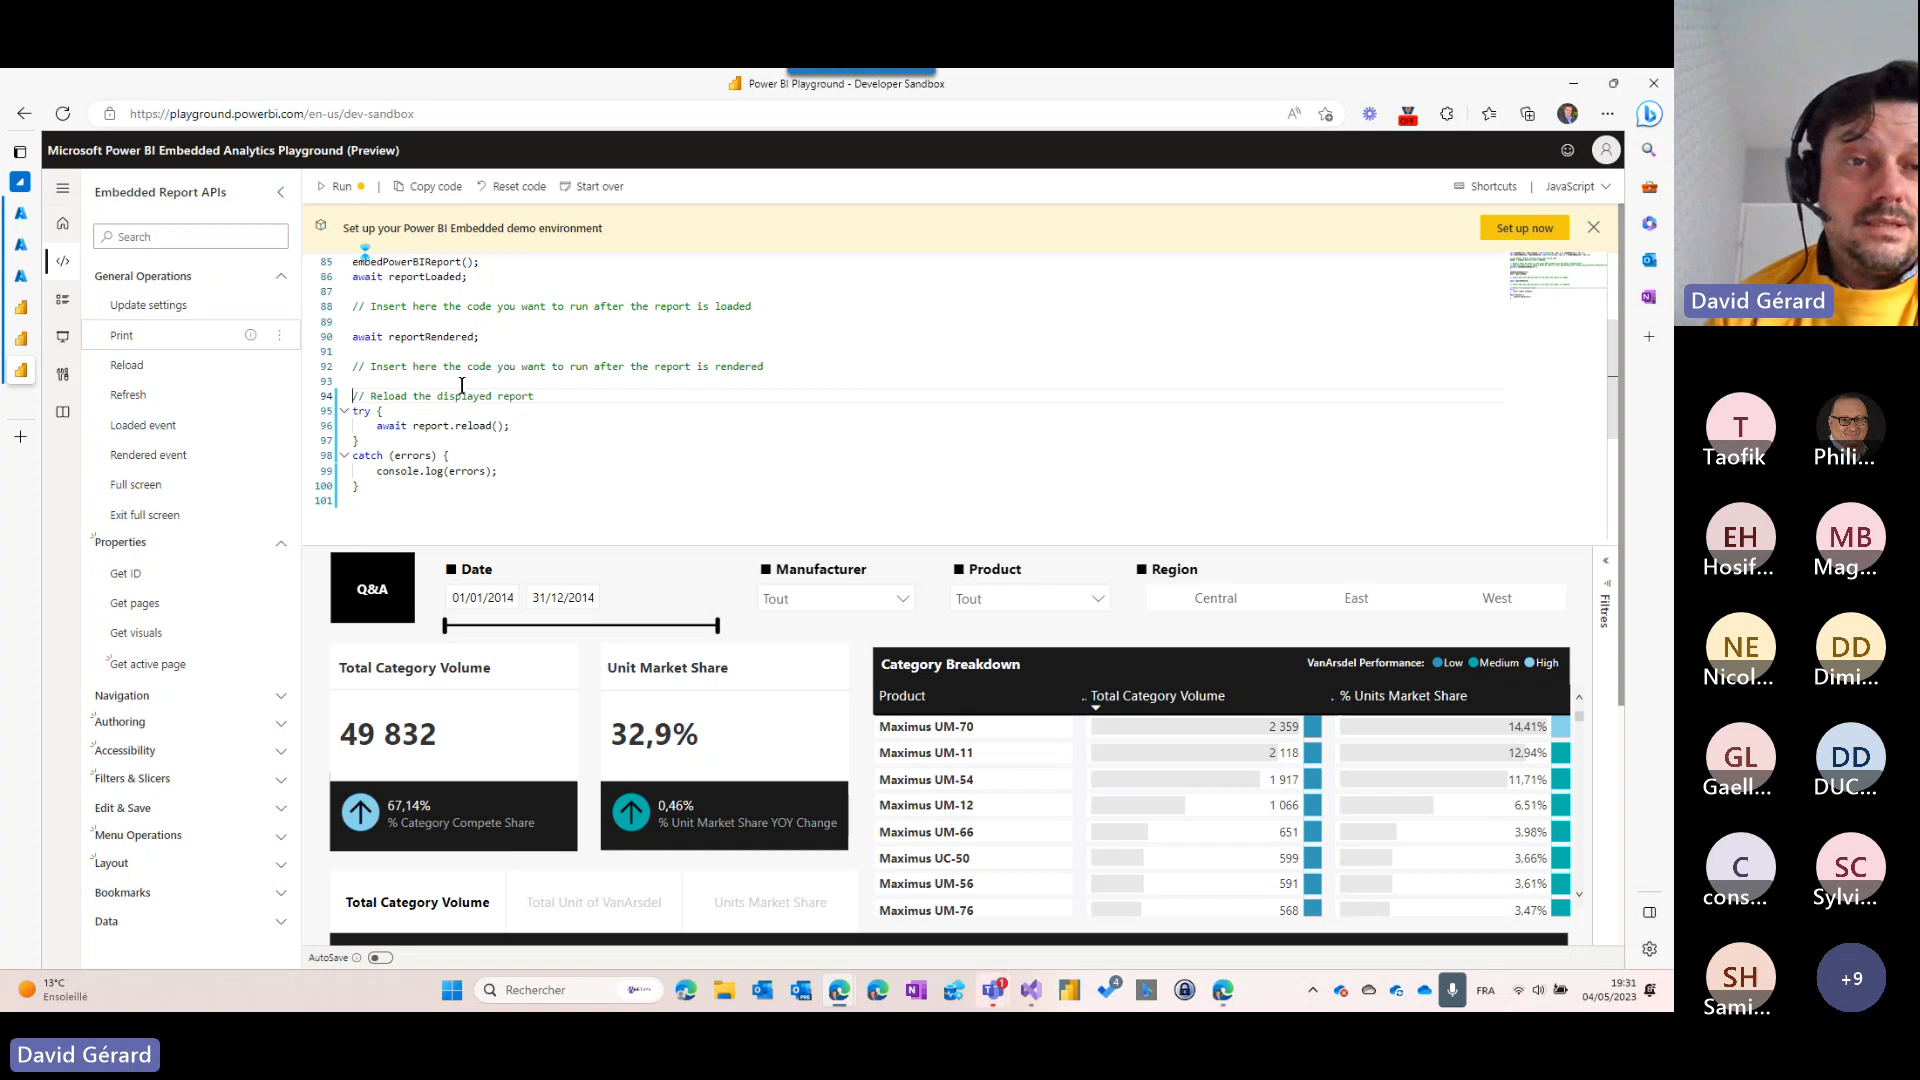 Power BI Playground - Developer Sandbox
https://playground.powerbi.com/en-us/dev-sandbox
OFF
Microsoft Power BI Embedded Analytics Playground (Preview)
Embedded Report APIs
Run
Copy code
Reset code
Start over
Shortcuts
JavaScript
Search
Set up your Power BI Embedded demo environment
Set up now
General Operations
Update settings
Print
Reload
Refresh
Loaded event
Rendered event
Full screen
Exit full screen
Properties
Get ID
Get pages
Get visuals
Get active page
Navigation
Authoring
Accessibility
Filters & Slicers
Edit & Save
Menu Operations
Layout
Bookmarks
Data
85 embedPowerBIReport();
86 await reportLoaded;
87
88 // Insert here the code you want to run after the report is loaded
89
90 await reportRendered;
91
92 // Insert here the code you want to run after the report is rendered
93
94 // Reload the displayed report
95 try {
96 await report.reload();
97 }
98 catch (errors) {
99 console.log(errors);
100 }
101
Q&A
Date
01/01/2014 31/12/2014
Manufacturer
Tout
Product
Tout
Region
Central East West
Filtres
Total Category Volume
49 832
67,14%
% Category Compete Share
Unit Market Share
32,9%
0,46%
% Unit Market Share YOY Change
Category Breakdown
VanArsdel Performance: Low Medium High
Product .. Total Category Volume . % Units Market Share
Maximus UM-70 2 359 14,41%
Maximus UM-11 2 118 12,94%
Maximus UM-54 1 917 11,71%
Maximus UM-12 1 066 6,51%
Maximus UM-66 651 3,98%
Maximus UC-50 599 3,66%
Maximus UM-56 591 3,61%
Maximus UM-76 568 3,47%
Total Category Volume
Total Unit of VanArsdel
Units Market Share
AutoSave
13°C
Ensoleillé
Rechercher
1
4
FRA
19:31
04/05/2023
David Gérard
David Gérard
T
Taofik
Phili...
EH
Hosif...
MB
Mag...
NE
Nicol...
DD
Dimi...
GL
Gaell...
DD
DUC...
C
cons...
SC
Sylvi...
SH
Sami...
+9